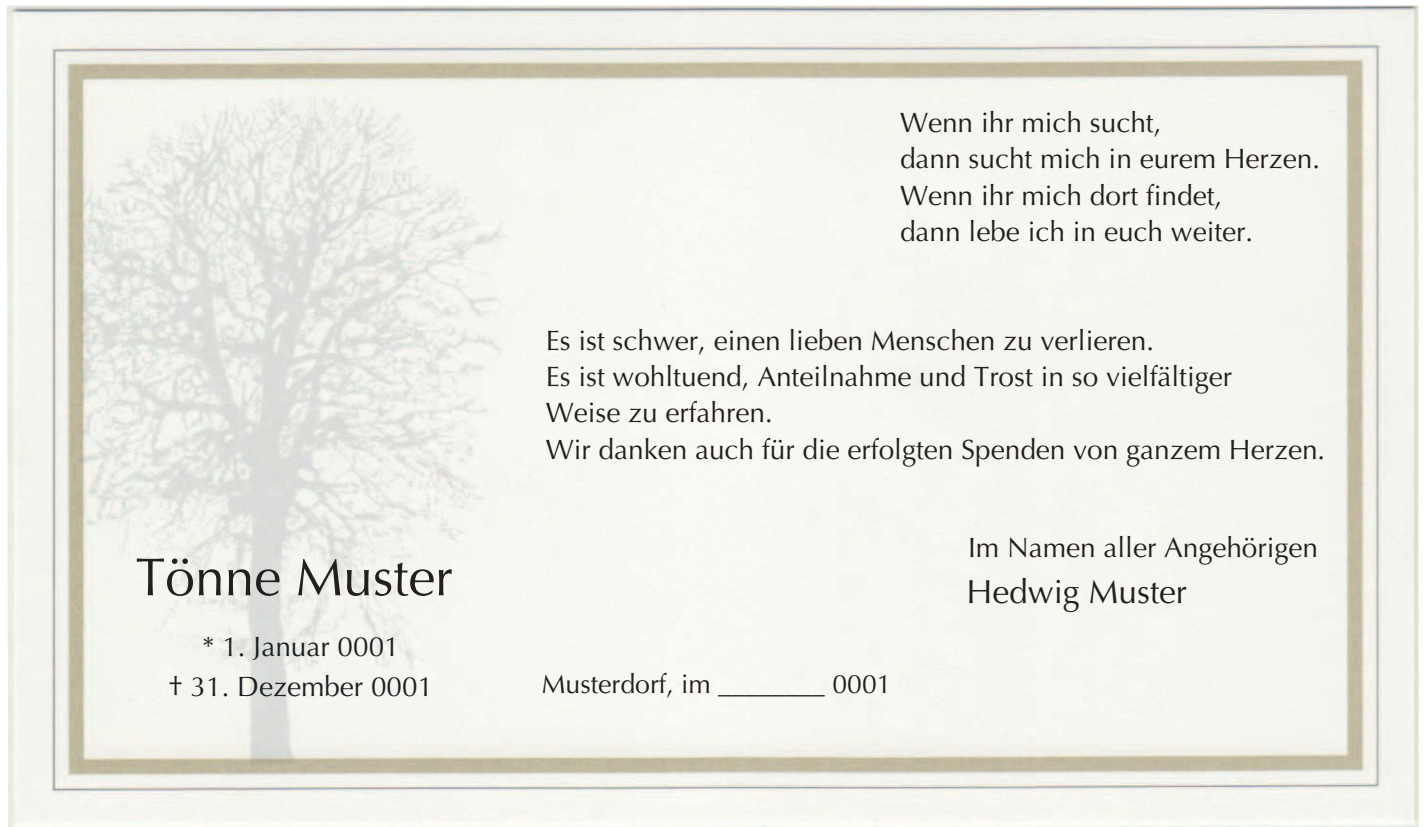 Wenn ihr mich sucht,
dann sucht mich in eurem Herzen.
Wenn ihr mich dort findet,
dann lebe ich in euch weiter.
Es ist schwer, einen lieben Menschen zu verlieren.
Es ist wohltuend, Anteilnahme und Trost in so vielfältiger
Weise zu erfahren.
Wir danken auch für die erfolgten Spenden von ganzem Herzen.
Im Namen aller Angehörigen
Hedwig Muster
Tönne Muster
* 1. Januar 0001
† 31. Dezember 0001
Musterdorf, im ________ 0001